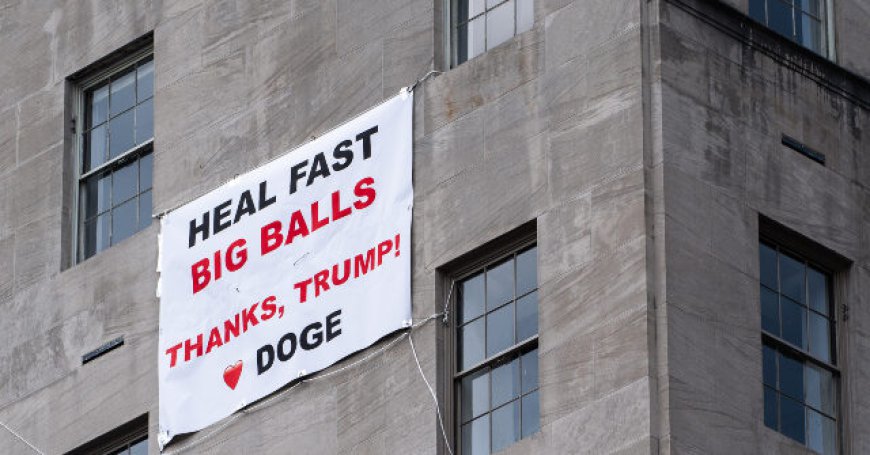 HEAL FAST
BIG BALLS
THANKS, TRUMP!
❤ DOGE